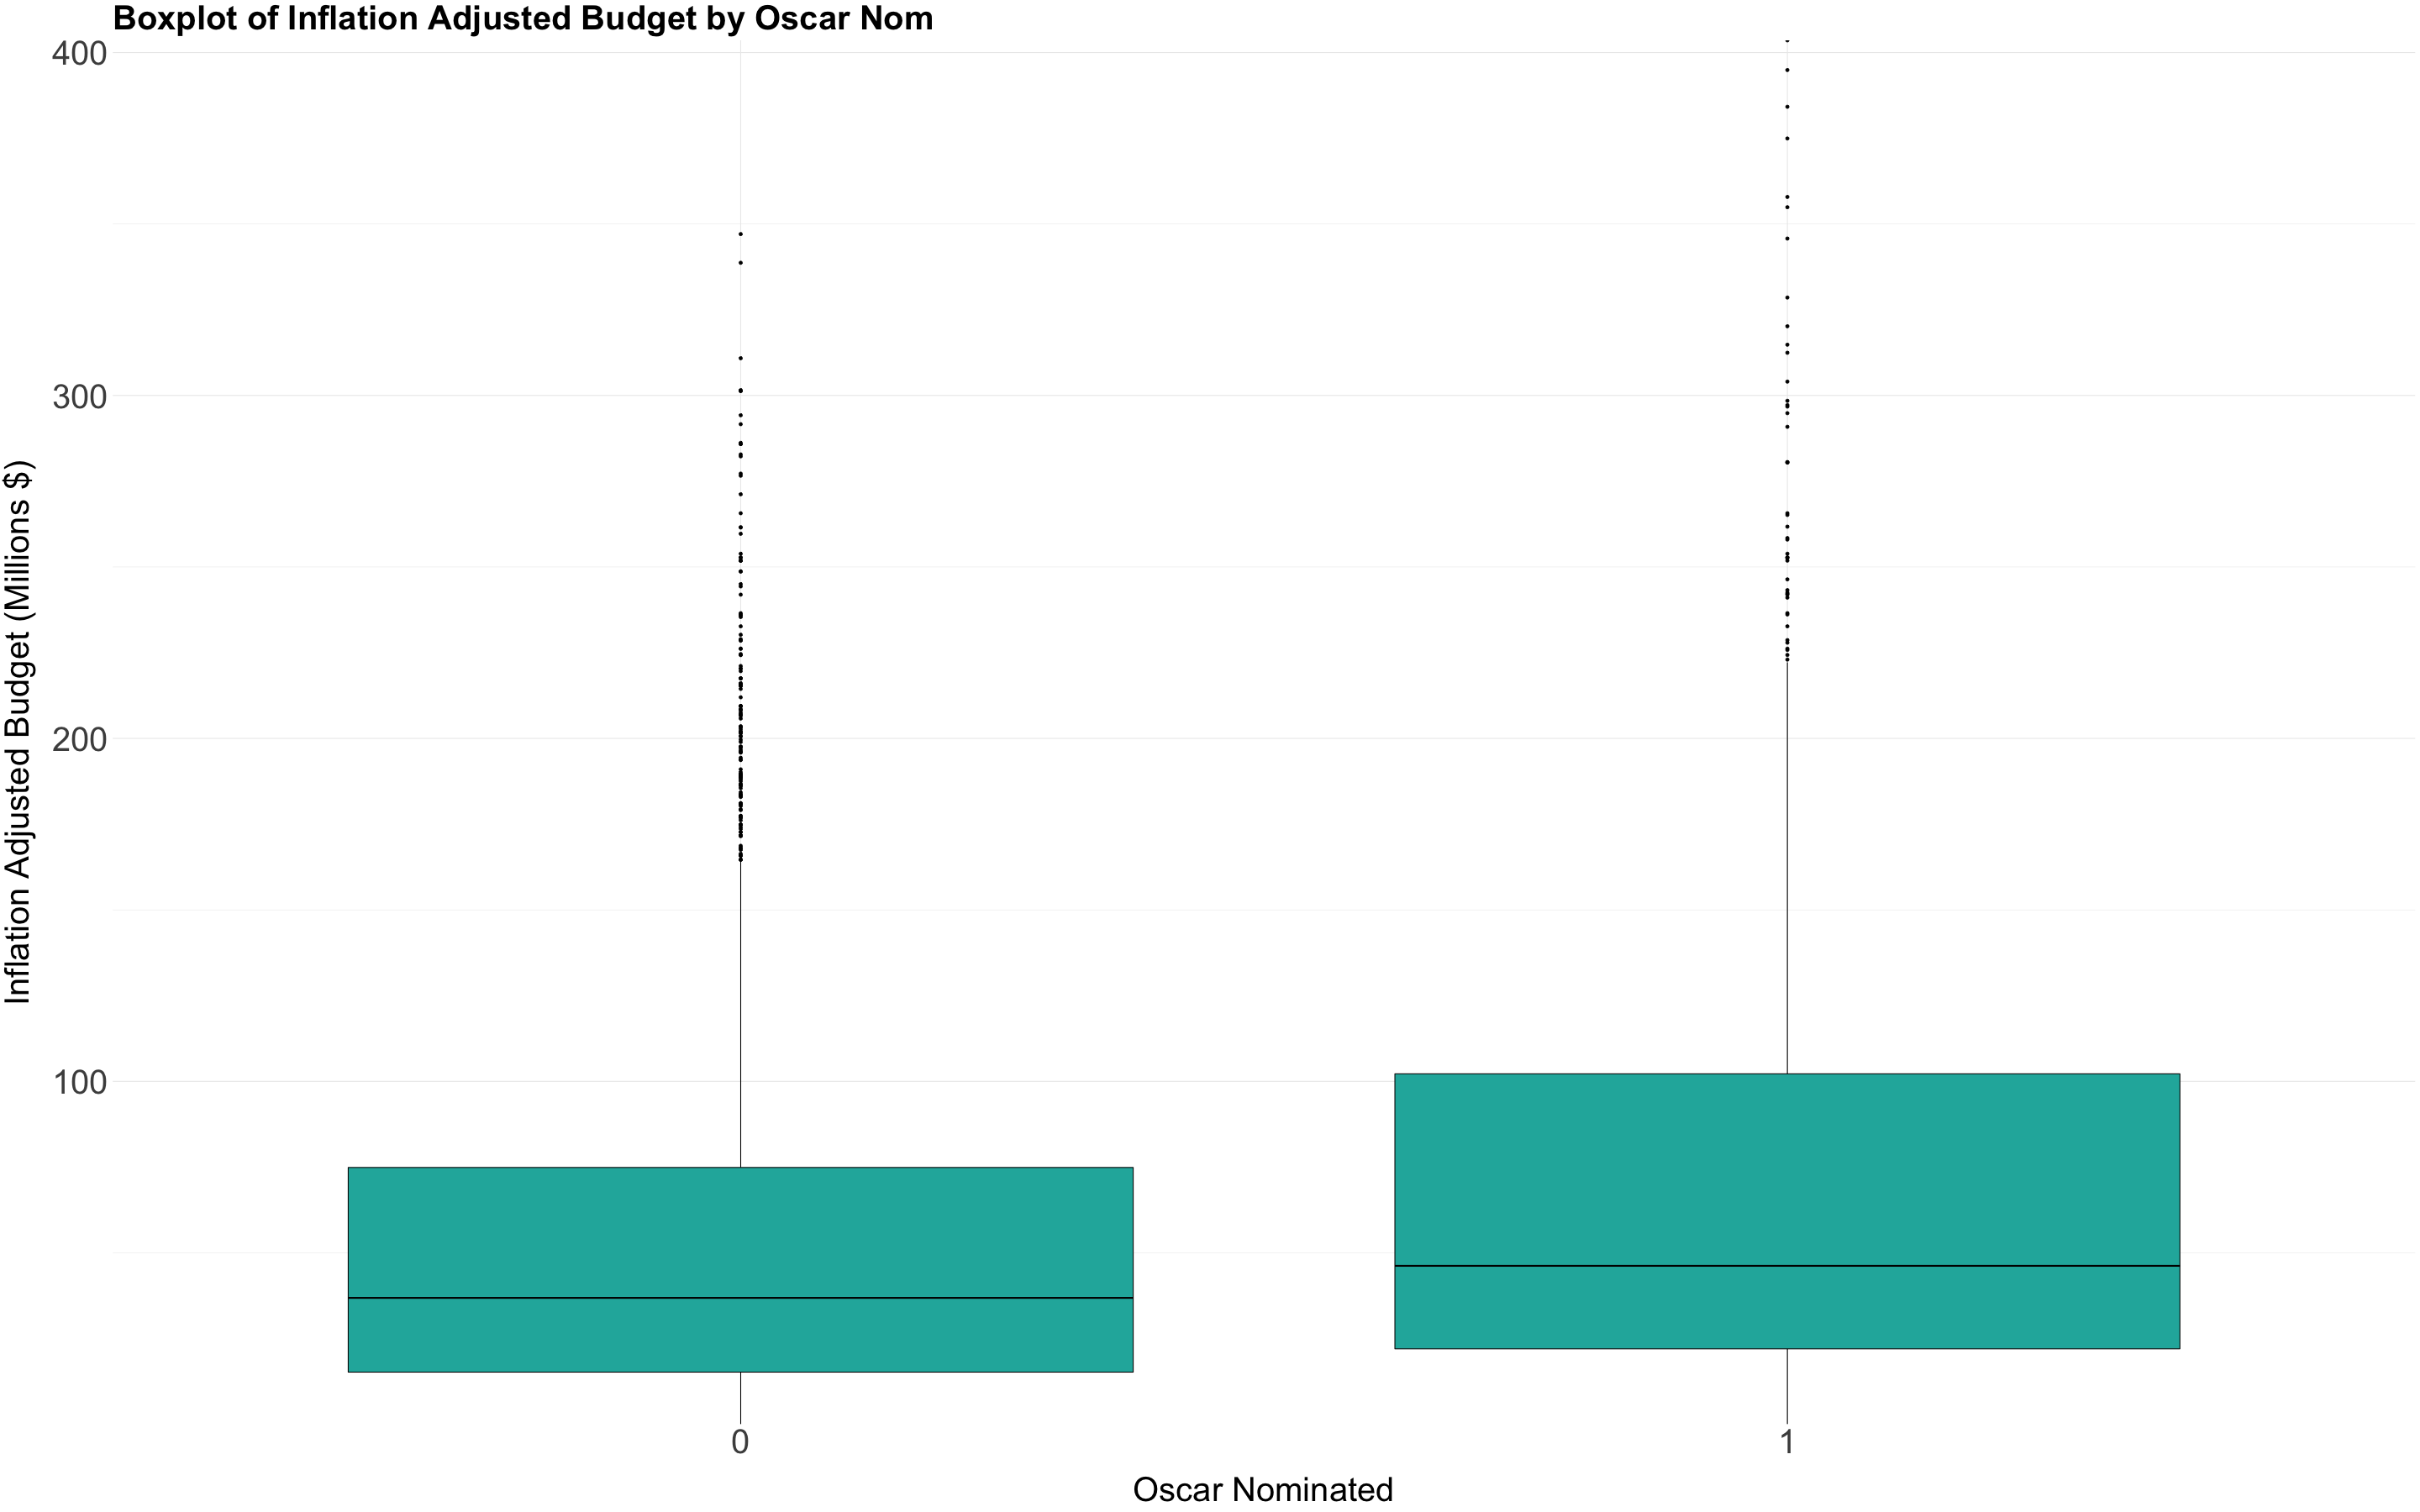 Boxplot of Inflation Adjusted Budget by Oscar Nom
Inflation Adjusted Budget (Millions $)
400
300
200
100
0
1
Oscar Nominated